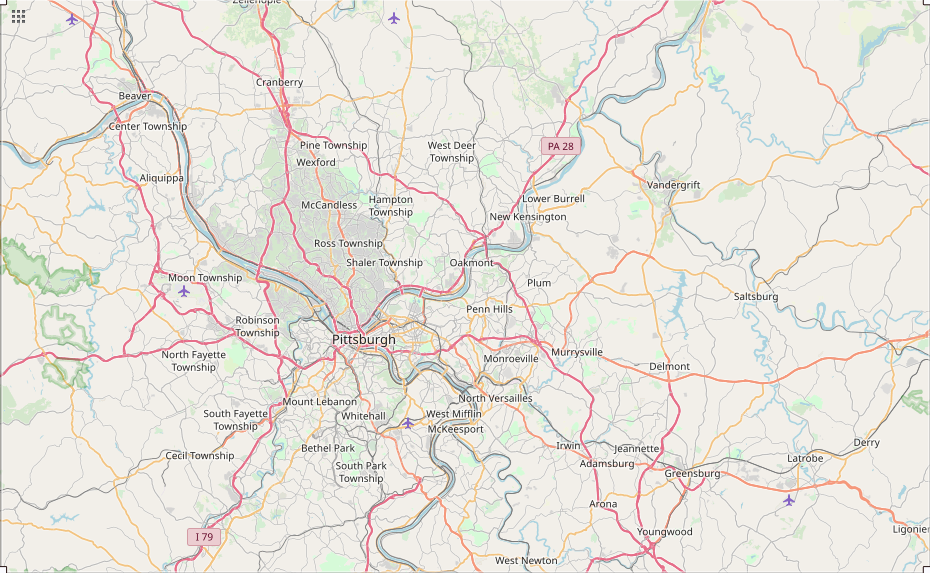 Zelienople
Cranberry
Beaver
Center Township
Pine Township
West Deer
Township
PA 28
Wexford
Aliquippa
Vandergrift
McCandless
Hampton
Township
Lower Burrell
New Kensington
Ross Township
Shaler Township
Oakmont
Moon Township
Plum
Saltsburg
Penn Hills
Robinson
Township
Pittsburgh
North Fayette
Township
Monroeville
Murrysville
Delmont
Mount Lebanon
North Versailles
South Fayette
Township
Whitehall
West Mifflin
McKeesport
Bethel Park
Irwin
Jeannette
Derry
Cecil Township
South Park
Township
Adamsburg
Latrobe
Greensburg
Arona
I 79
Youngwood
Ligonier
West Newton